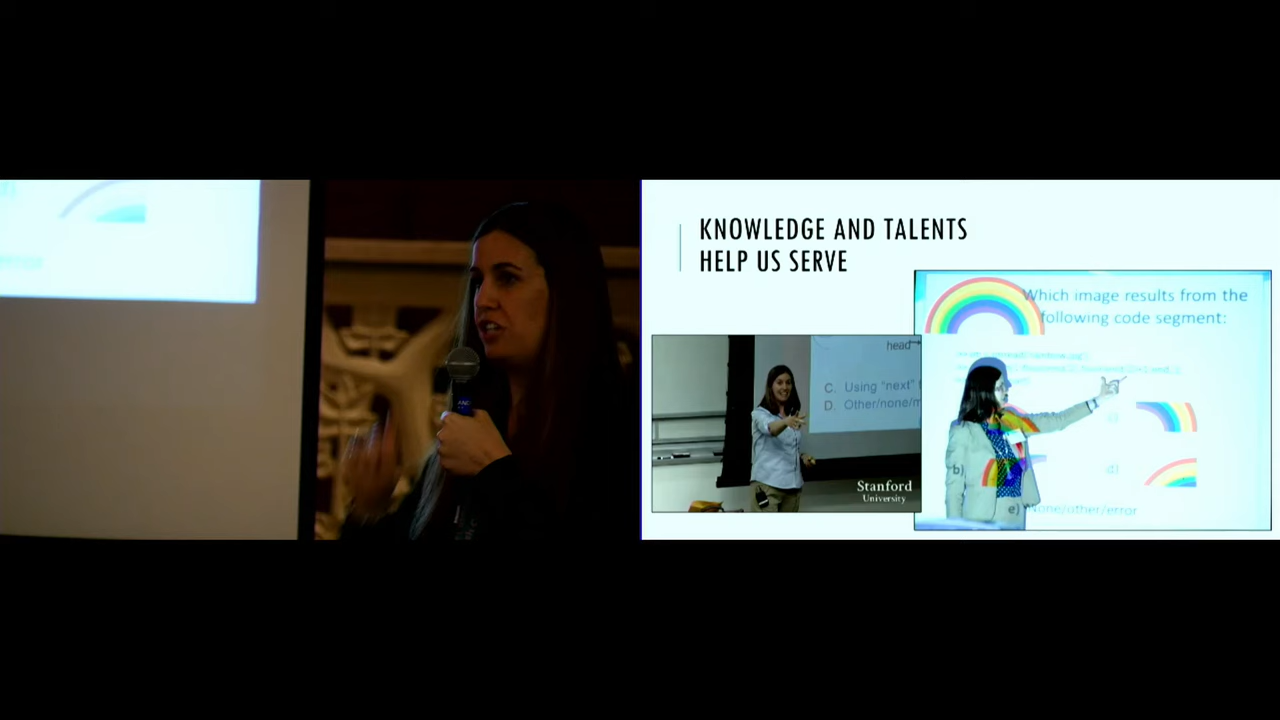 KNOWLEDGE AND TALENTS
HELP US SERVE
Which image results from the
following code segment:
head
C. Using "next"
D. Other/none/m
b)
d)
e) None/other/error
Stanford
University